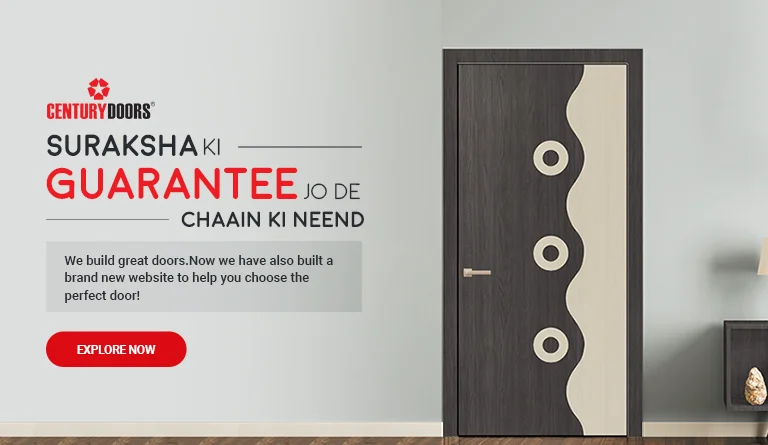 CENTURYDOORS®
SURAKSHA KI
GUARANTEE JO DE
CHAAIN KI NEEND
We build great doors.Now we have also built a
brand new website to help you choose the
perfect door!
EXPLORE NOW